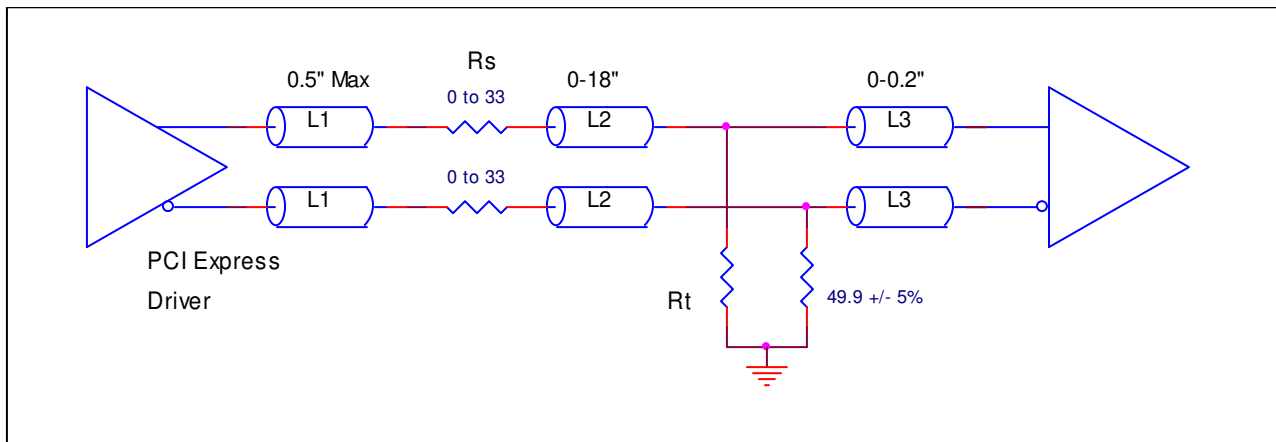 Rs
0.5" Max
0-18"
0-0.2"
0 to 33
L1
L2
L3
0 to 33
L1
L2
L3
PCI Express
Driver
Rt
49.9 +/- 5%